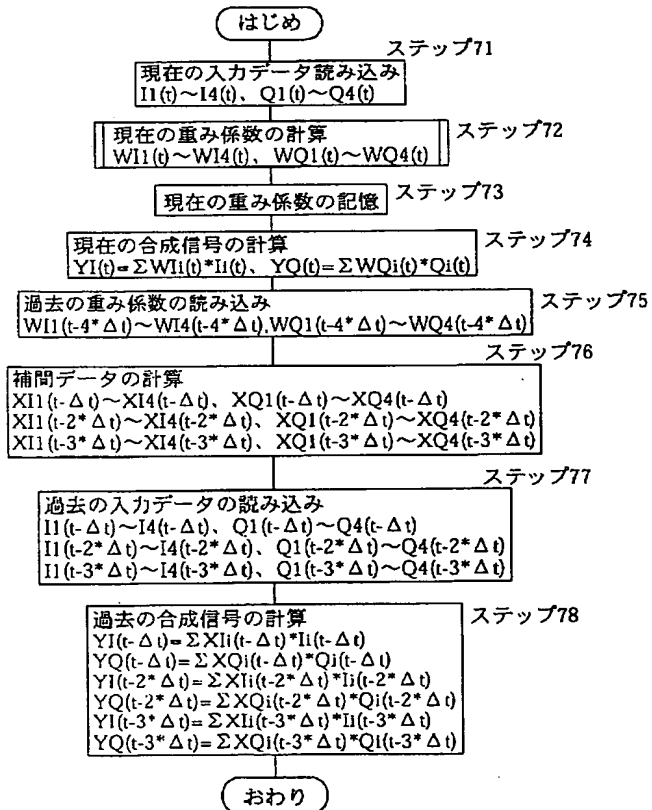 はじめ
ステップ71
現在の入力データ読み込み
I1(t)～I4(t)、Q1(t)～Q4(t)
ステップ72
現在の重み係数の計算
WI1(t)～WI4(t)、WQ1(t)～WQ4(t)
ステップ73
現在の重み係数の記憶
ステップ74
現在の合成信号の計算
YI(t)=ΣWIi(t)*Ii(t)、YQ(t)=ΣWQi(t)*Qi(t)
ステップ75
過去の重み係数の読み込み
WI1(t-4*Δt)～WI4(t-4*Δt),WQ1(t-4*Δt)～WQ4(t-4*Δt)
ステップ76
補間データの計算
XI1(t-Δt)～XI4(t-Δt)、XQ1(t-Δt)～XQ4(t-Δt)
XI1(t-2*Δt)～XI4(t-2*Δt)、XQ1(t-2*Δt)～XQ4(t-2*Δt)
XI1(t-3*Δt)～XI4(t-3*Δt)、XQ1(t-3*Δt)～XQ4(t-3*Δt)
ステップ77
過去の入力データの読み込み
I1(t-Δt)～I4(t-Δt)、Q1(t-Δt)～Q4(t-Δt)
I1(t-2*Δt)～I4(t-2*Δt)、Q1(t-2*Δt)～Q4(t-2*Δt)
I1(t-3*Δt)～I4(t-3*Δt)、Q1(t-3*Δt)～Q4(t-3*Δt)
ステップ78
過去の合成信号の計算
YI(t-Δt)=ΣXIi(t-Δt)*Ii(t-Δt)
YQ(t-Δt)=ΣXQi(t-Δt)*Qi(t-Δt)
YI(t-2*Δt)=ΣXIi(t-2*Δt)*Ii(t-2*Δt)
YQ(t-2*Δt)=ΣXQi(t-2*Δt)*Qi(t-2*Δt)
YI(t-3*Δt)=ΣXIi(t-3*Δt)*Ii(t-3*Δt)
YQ(t-3*Δt)=ΣXQi(t-3*Δt)*Qi(t-3*Δt)
おわり